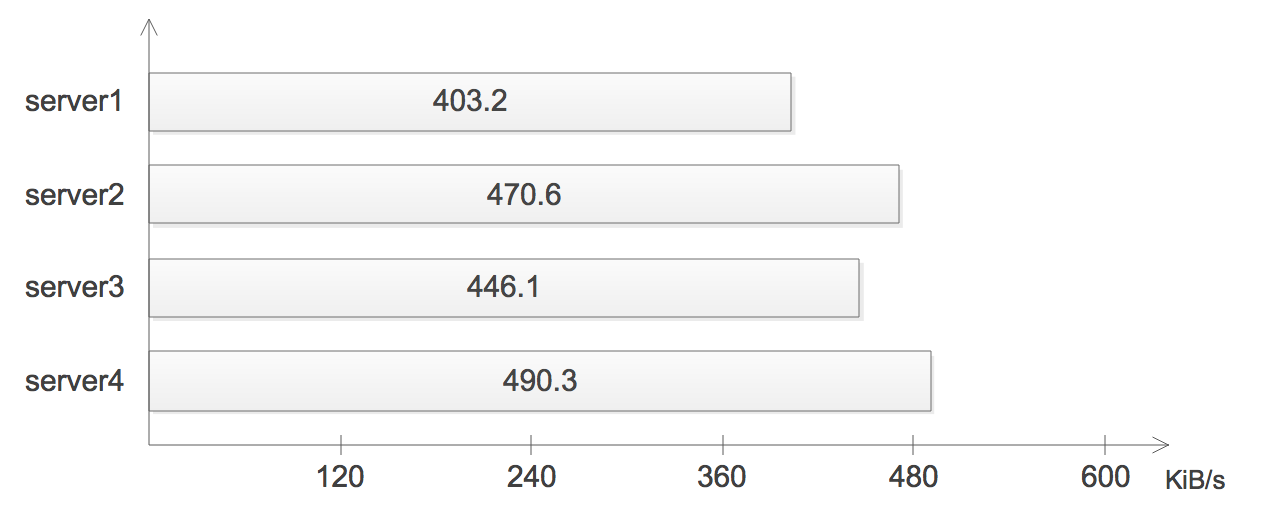 server1
403.2
server2
470.6
server3
446.1
server4
490.3
120 240 360 480 600 KiB/s